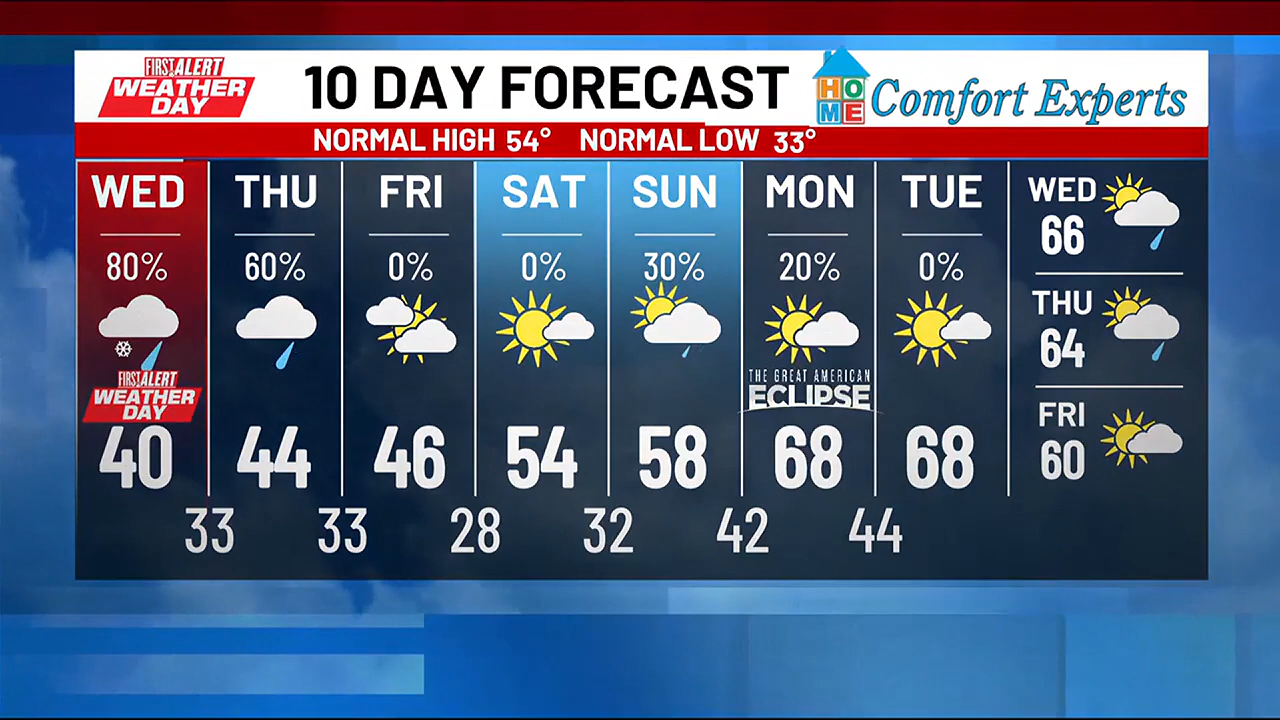 FIRST ALERT
WEATHER
DAY
10 DAY FORECAST
HOME
Comfort Experts
NORMAL HIGH 54° NORMAL LOW 33°
WED THU FRI SAT SUN MON TUE
80% 60% 0% 0% 30% 20% 0%
FIRST ALERT
WEATHER
DAY
THE GREAT AMERICAN
ECLIPSE
40 44 46 54 58 68 68
33 33 28 32 42 44
WED
66
THU
64
FRI
60